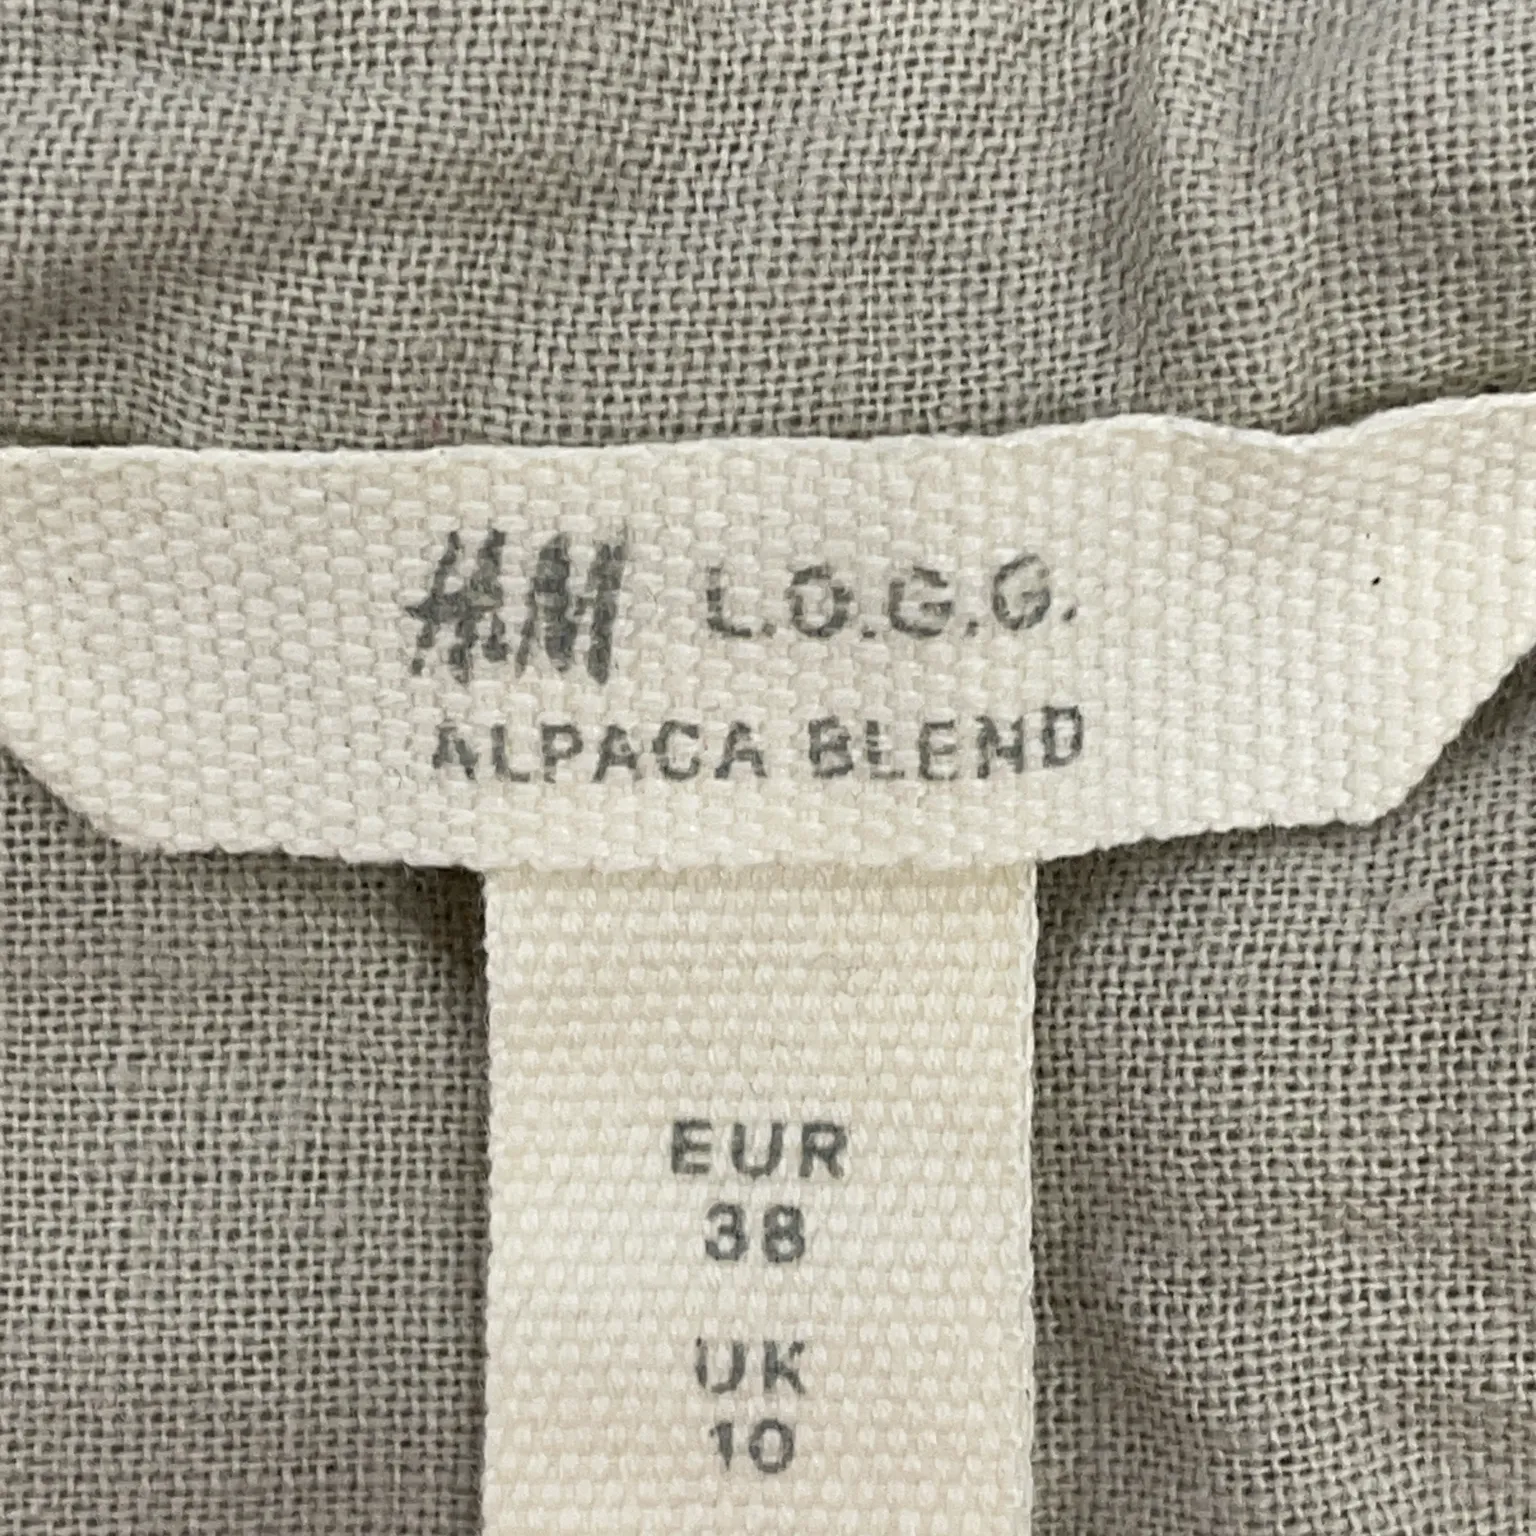 H&M L.O.G.G.
ALPACA BLEND
EUR
38
UK
10